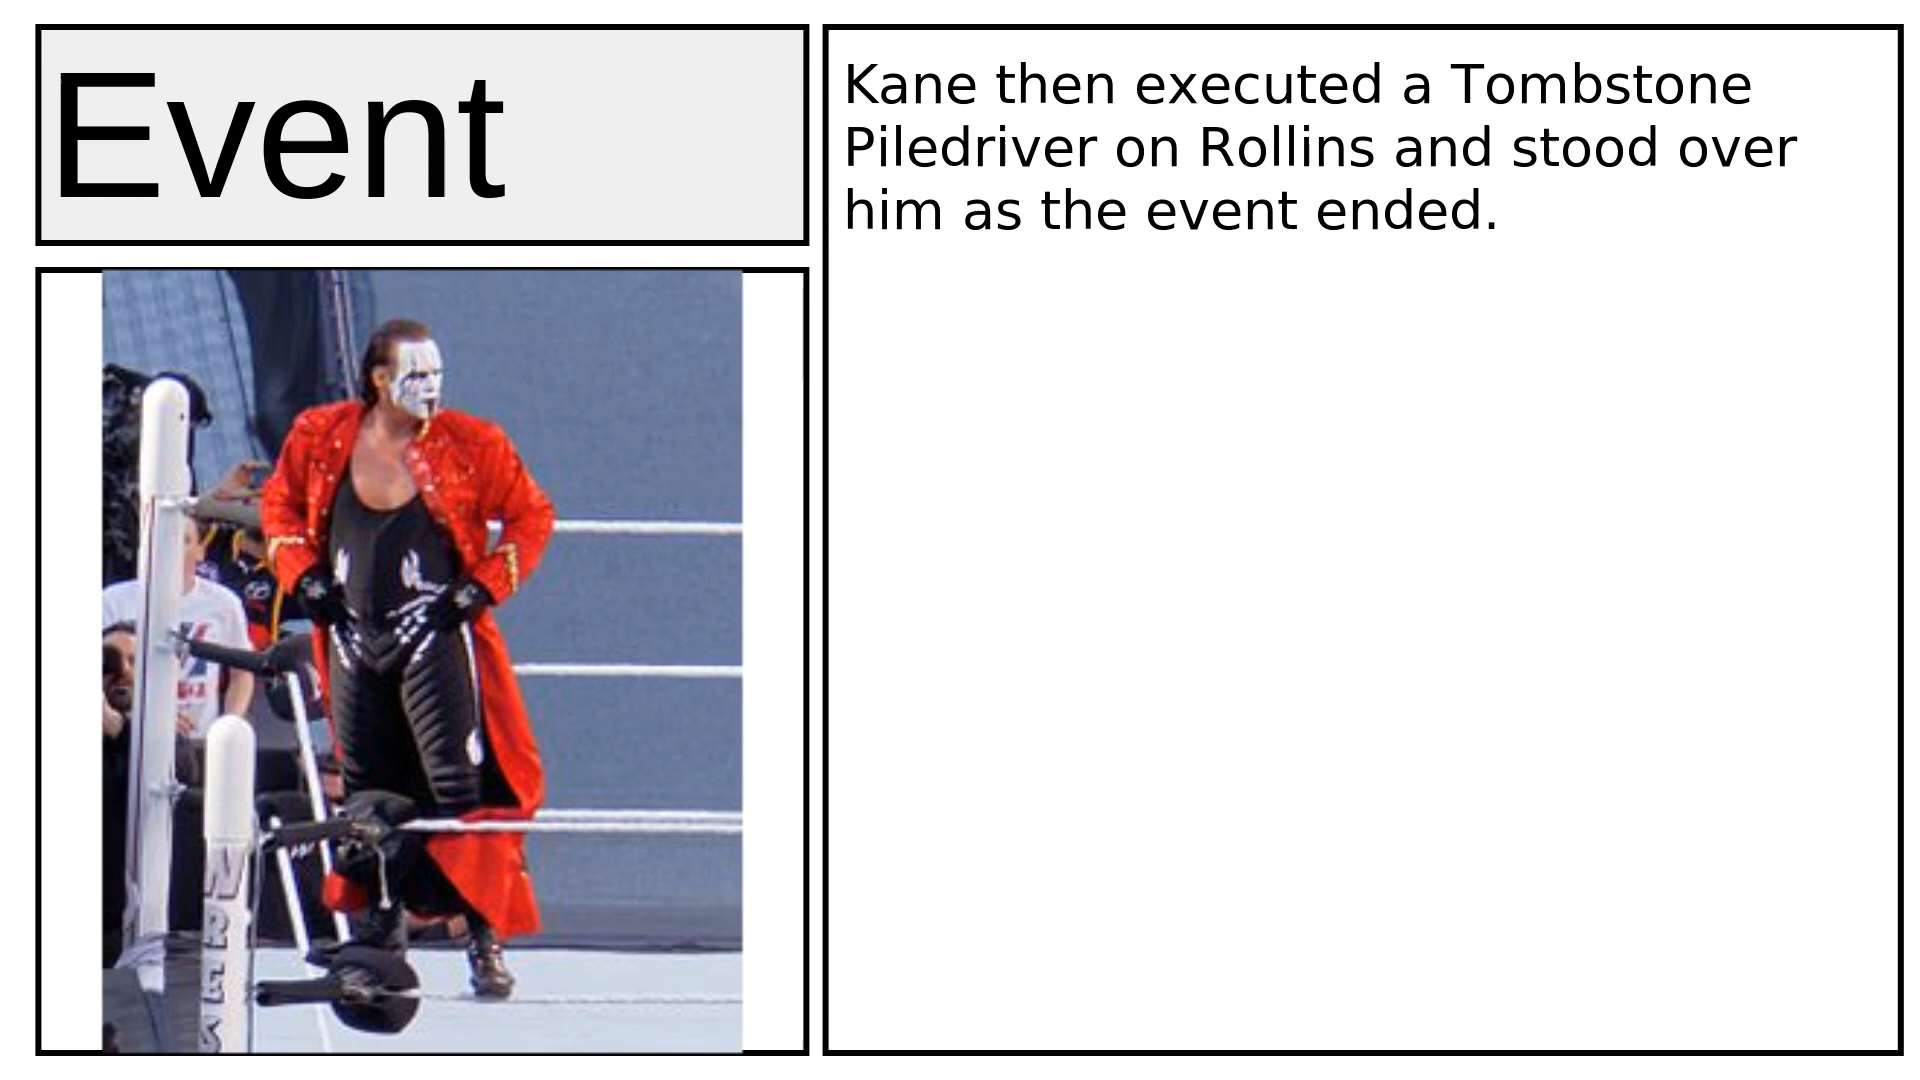 Event
Kane then executed a Tombstone
Piledriver on Rollins and stood over
him as the event ended.